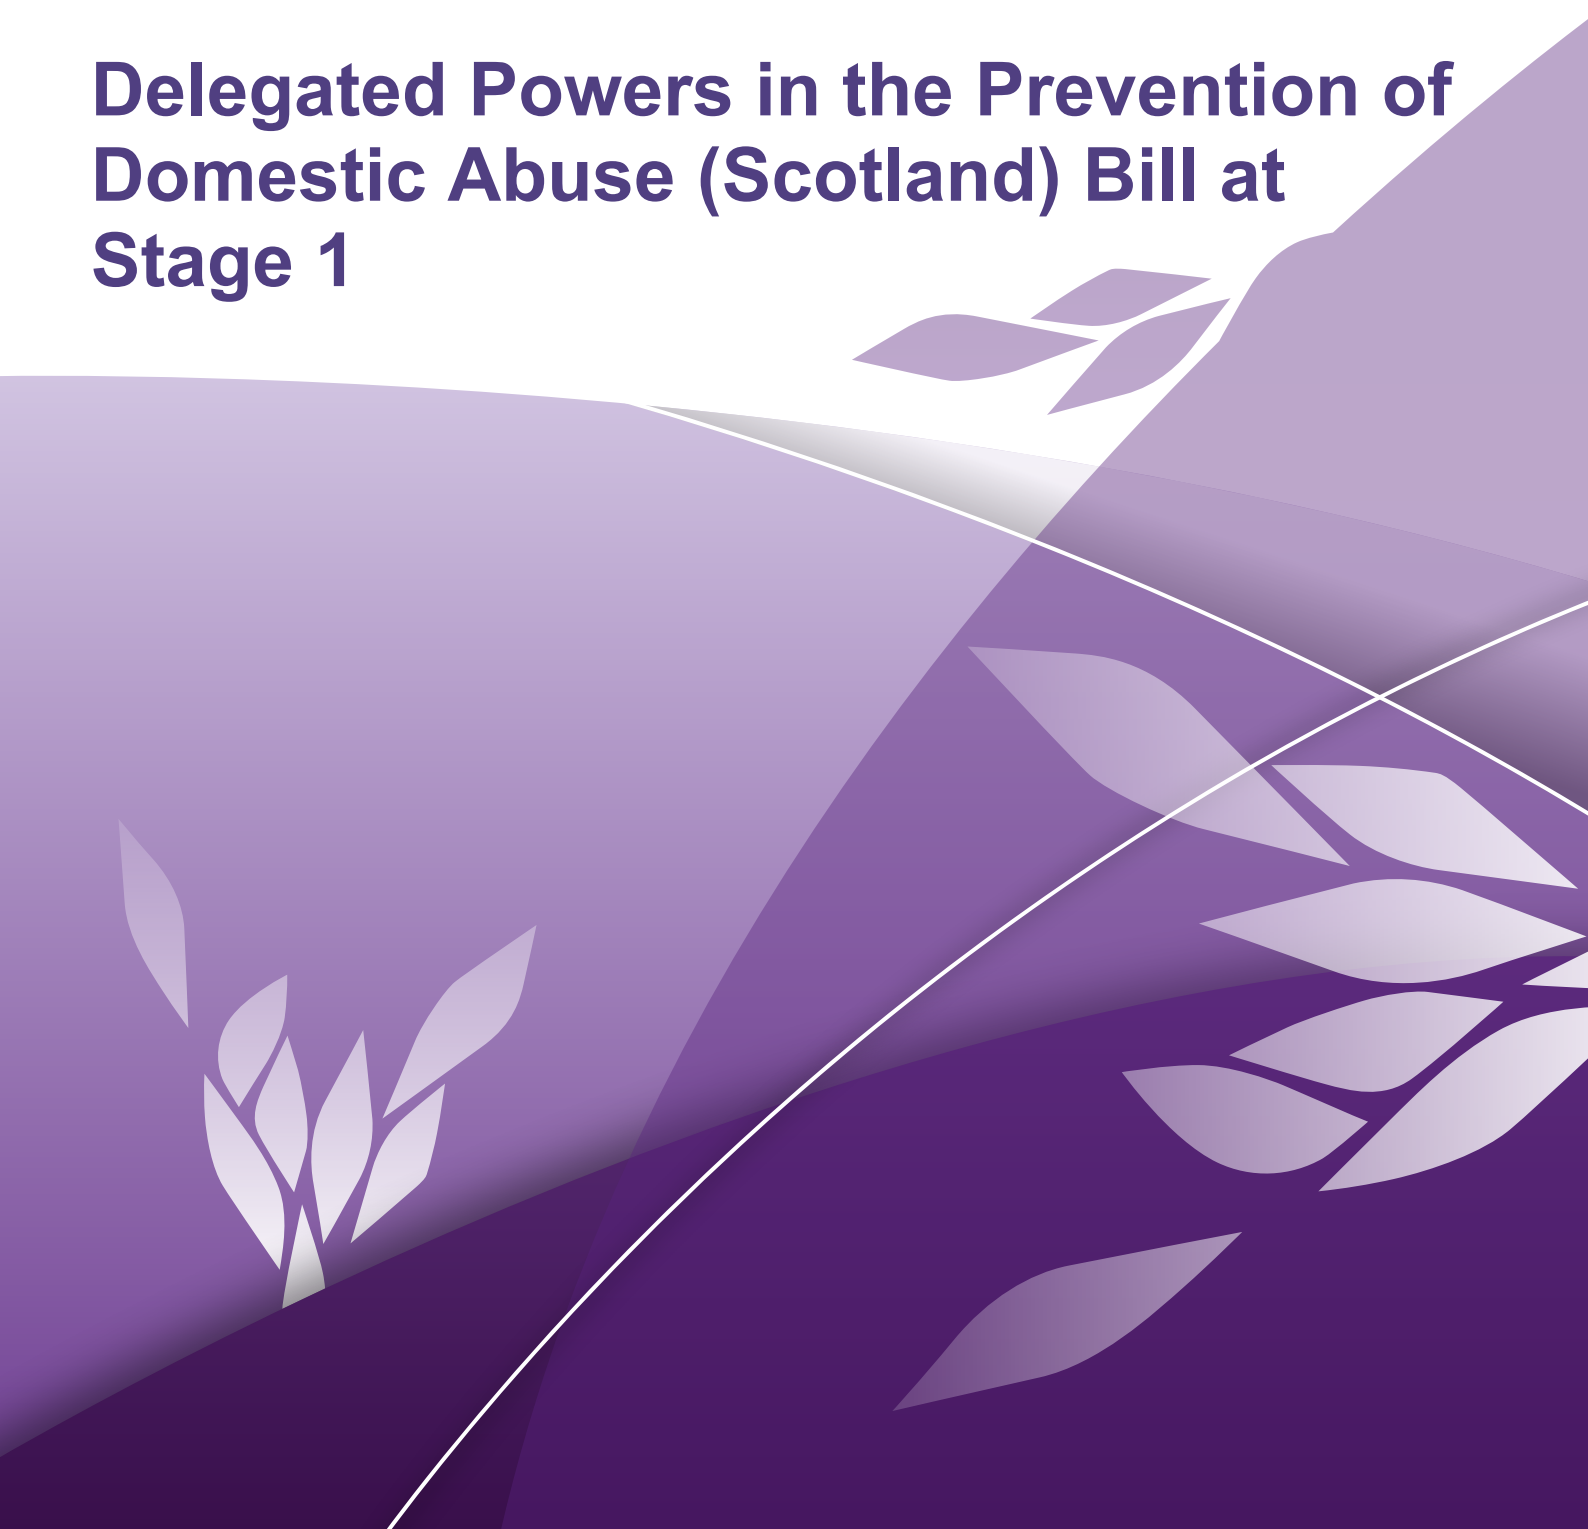 Delegated Powers in the Prevention of
Domestic Abuse (Scotland) Bill at
Stage 1